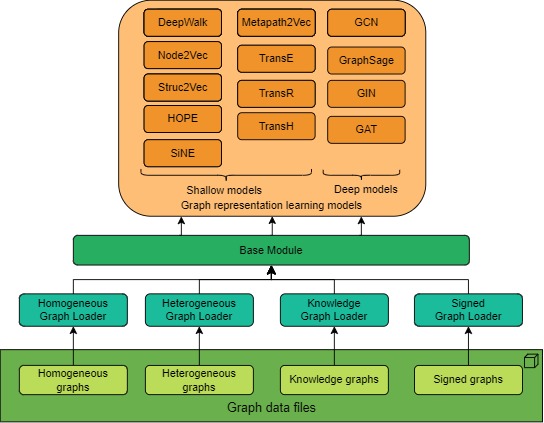 DeepWalk
Metapath2Vec
GCN
Node2Vec
TransE
GraphSage
Struc2Vec
TransR
GIN
HOPE
TransH
GAT
SiNE
Shallow models
Deep models
Graph representation learning models
Base Module
Homogeneous
Graph Loader
Heterogeneous
Graph Loader
Knowledge
Graph Loader
Signed
Graph Loader
Homogeneous
graphs
Heterogeneous
graphs
Knowledge graphs
Signed graphs
Graph data files